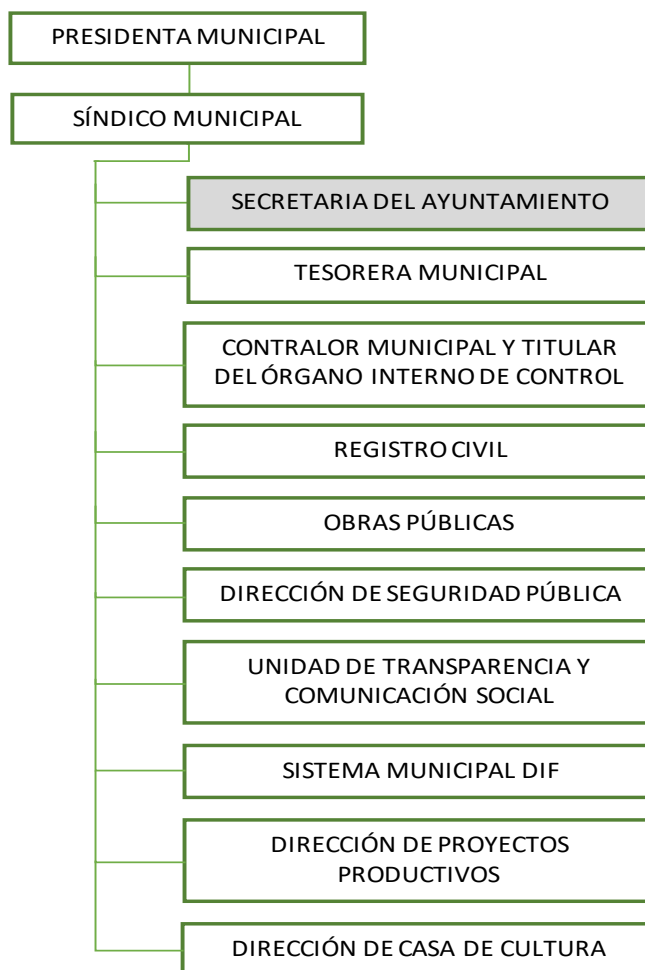 PRESIDENTA MUNICIPAL
SÍNDICO MUNICIPAL
SECRETARIA DEL AYUNTAMIENTO
TESORERA MUNICIPAL
CONTRALOR MUNICIPAL Y TITULAR
DEL ÓRGANO INTERNO DE CONTROL
REGISTRO CIVIL
OBRAS PÚBLICAS
DIRECCIÓN DE SEGURIDAD PÚBLICA
UNIDAD DE TRANSPARENCIA Y
COMUNICACIÓN SOCIAL
SISTEMA MUNICIPAL DIF
DIRECCIÓN DE PROYECTOS
PRODUCTIVOS
DIRECCIÓN DE CASA DE CULTURA